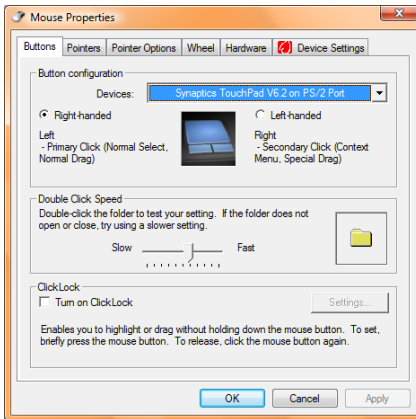 Mouse Properties
Buttons Pointers Pointer Options Wheel Hardware Device Settings
Button configuration
Devices: Synaptics TouchPad V6.2 on PS/2 Port
Right-handed Left-handed
Left
- Primary Click (Normal Select,
Normal Drag)
Right
- Secondary Click (Context
Menu, Special Drag)
Double Click Speed
Double-click the folder to test your setting. If the folder does not
open or close, try using a slower setting.
Slow Fast
ClickLock
Turn on ClickLock Settings...
Enables you to highlight or drag without holding down the mouse button. To set,
briefly press the mouse button. To release, click the mouse button again.
OK Cancel Apply